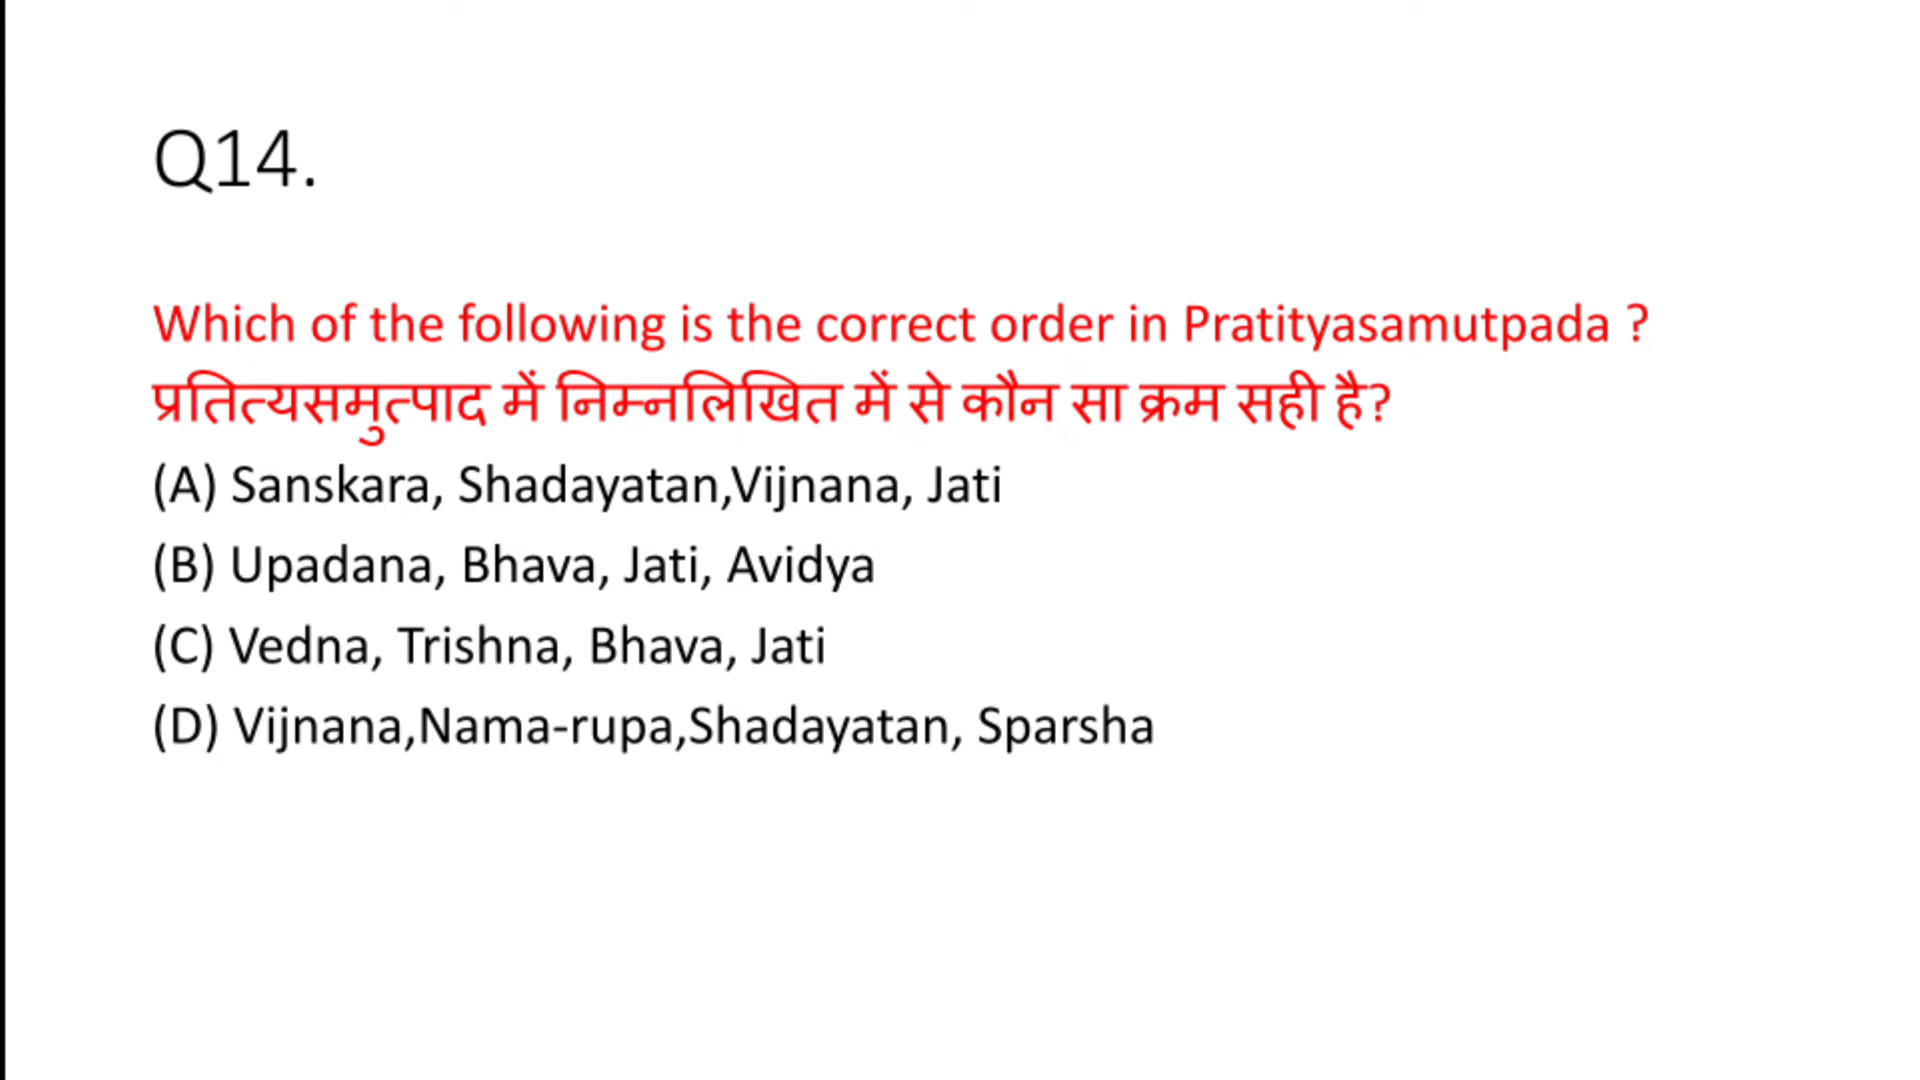 Q14.
Which of the following is the correct order in Pratityasamutpada ?
प्रतित्यसमुत्पाद में निम्नलिखित में से कौन सा क्रम सही है?
(A) Sanskara, Shadayatan,Vijnana, Jati
(B) Upadana, Bhava, Jati, Avidya
(C) Vedna, Trishna, Bhava, Jati
(D) Vijnana,Nama-rupa,Shadayatan, Sparsha